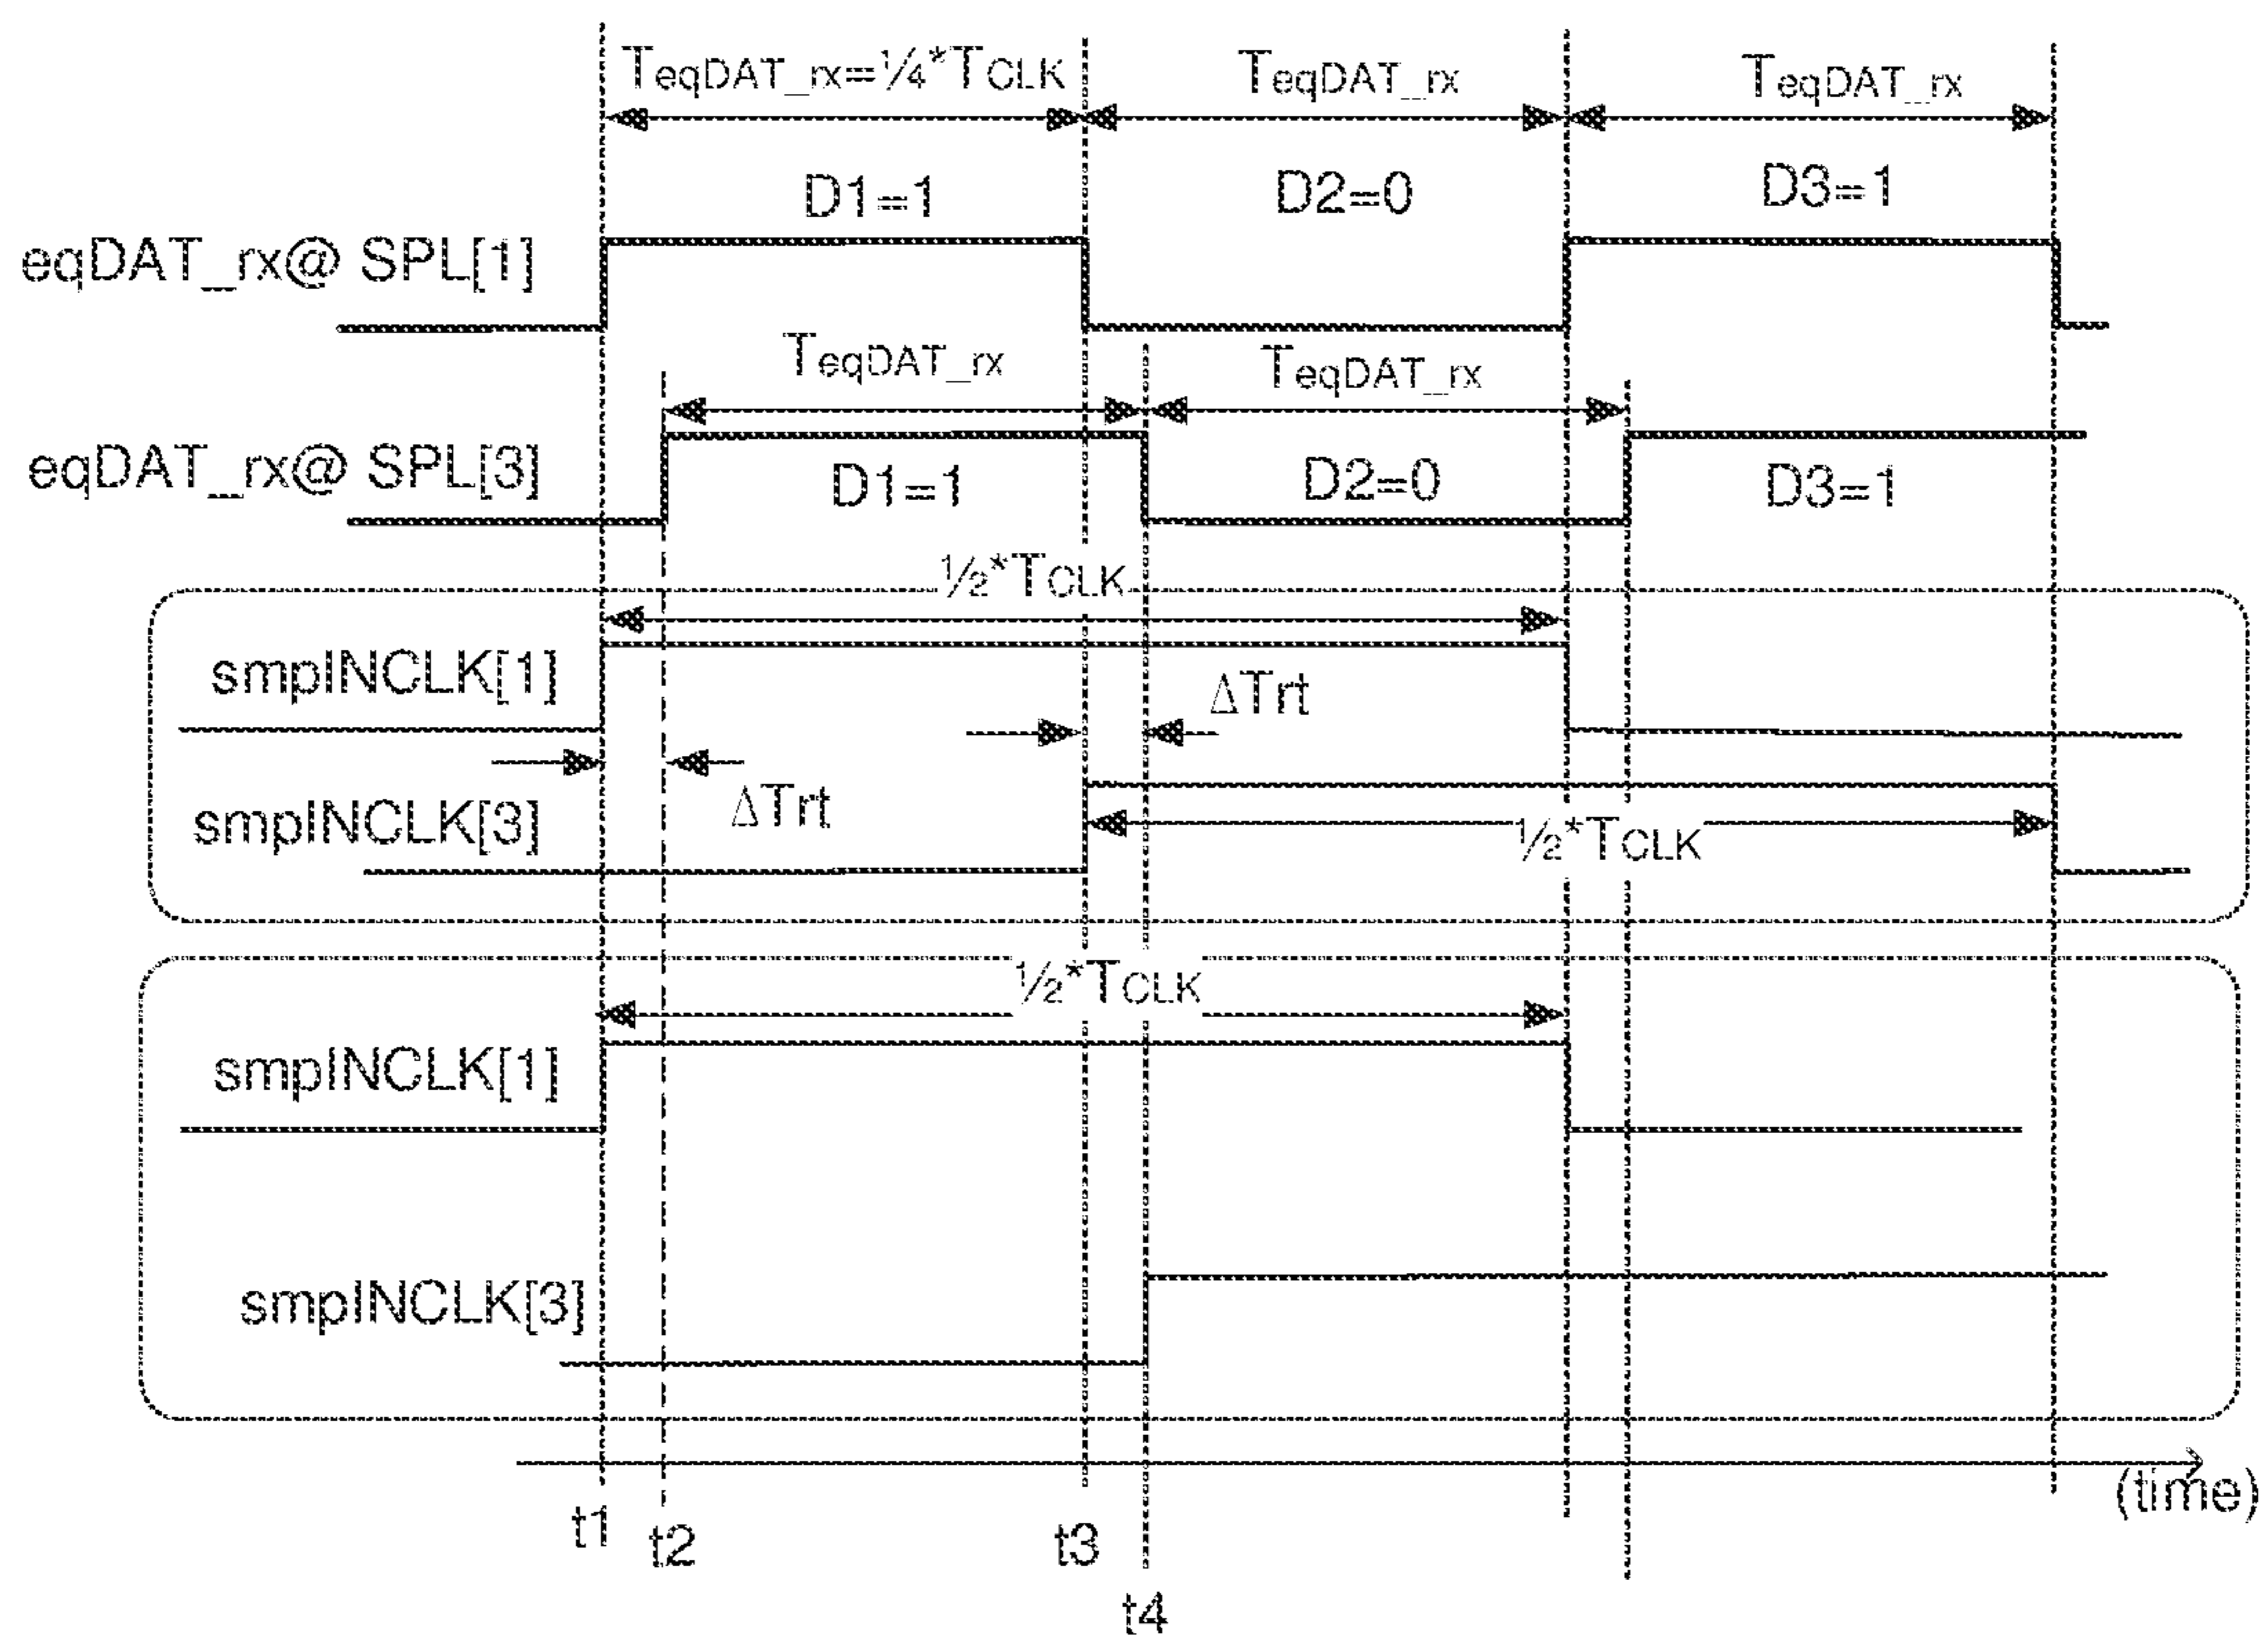 TeqDAT_rx=¼*TCLK TeqDAT_rx TeqDAT_rx
D1=1 D2=0 D3=1
eqDAT_rx@ SPL[1]
TeqDAT_rx TeqDAT_rx
eqDAT_rx@ SPL[3]
D1=1 D2=0 D3=1
½*TCLK
smpINCLK[1]
ΔTrt
ΔTrt
smpINCLK[3]
½*TCLK
½*TCLK
smpINCLK[1]
smpINCLK[3]
(time)
t1 t2 t3
t4